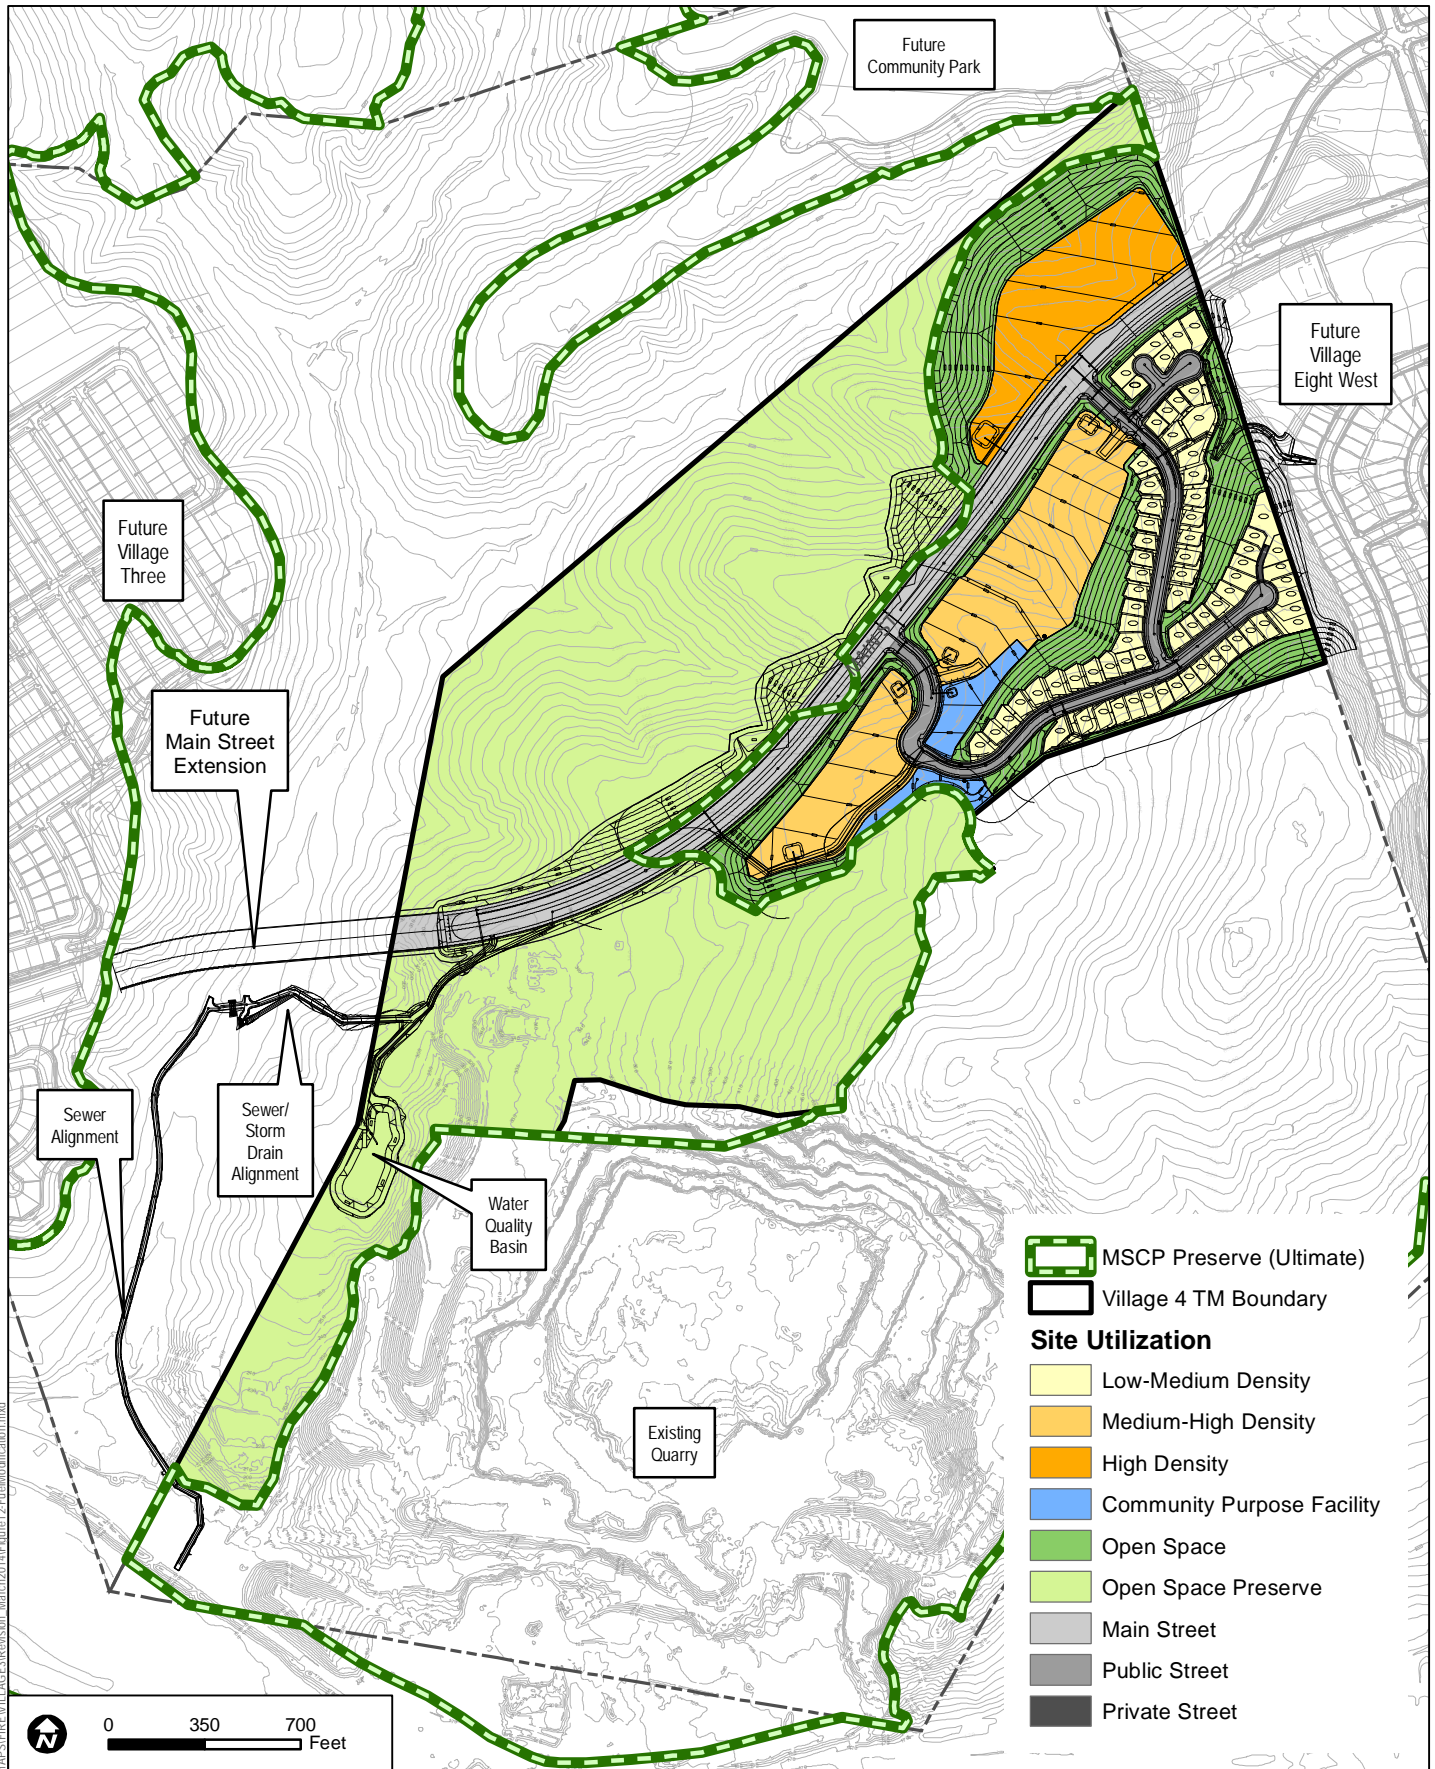 Future
Community Park
Future
Village
Eight West
Future
Village
Three
Future
Main Street
Extension
Sewer
Alignment
Sewer/
Storm
Drain
Alignment
Water
Quality
Basin
Existing
Quarry
MSCP Preserve (Ultimate)
Village 4 TM Boundary
Site Utilization
Low-Medium Density
Medium-High Density
High Density
Community Purpose Facility
Open Space
Open Space Preserve
Main Street
Public Street
Private Street
N
0 350 700
Feet